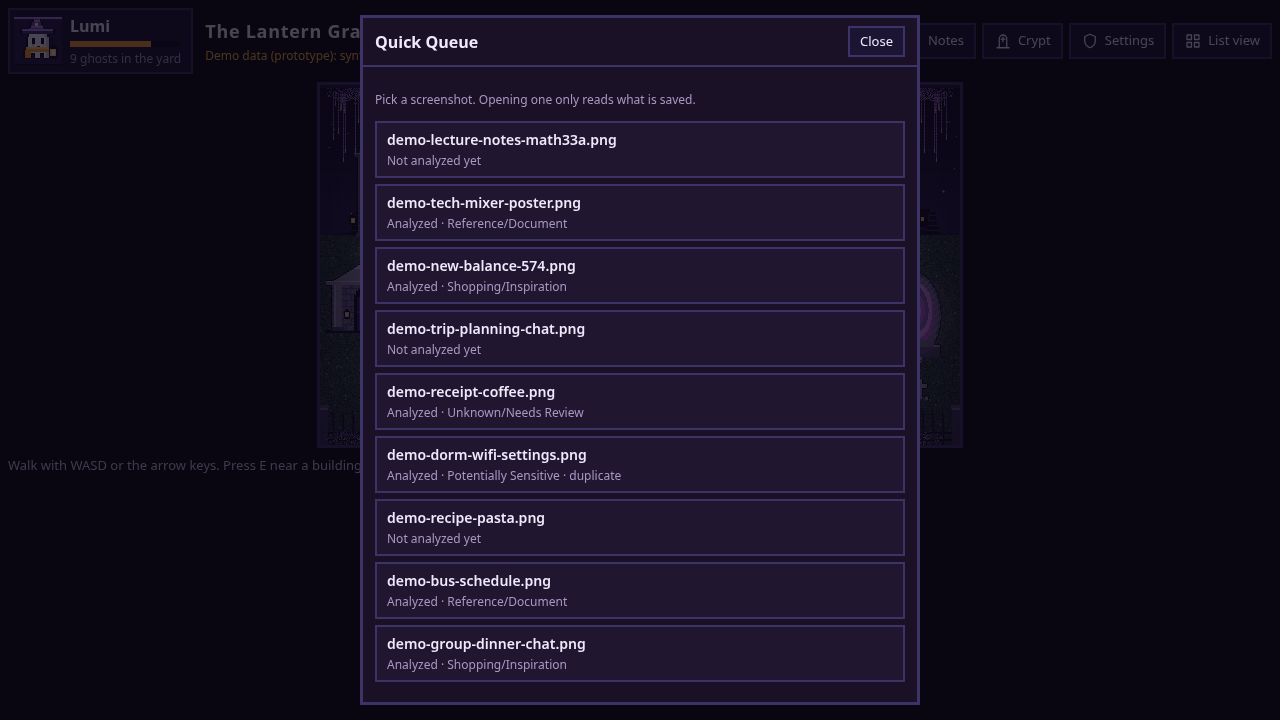 Lumi
9 ghosts in the yard
The Lantern Gra
Demo data (prototype): syn
Notes
Crypt
Settings
List view
Quick Queue
Close
Pick a screenshot. Opening one only reads what is saved.
demo-lecture-notes-math33a.png
Not analyzed yet
demo-tech-mixer-poster.png
Analyzed · Reference/Document
demo-new-balance-574.png
Analyzed · Shopping/Inspiration
demo-trip-planning-chat.png
Not analyzed yet
demo-receipt-coffee.png
Analyzed · Unknown/Needs Review
demo-dorm-wifi-settings.png
Analyzed · Potentially Sensitive · duplicate
demo-recipe-pasta.png
Not analyzed yet
demo-bus-schedule.png
Analyzed · Reference/Document
demo-group-dinner-chat.png
Analyzed · Shopping/Inspiration
Walk with WASD or the arrow keys. Press E near a building